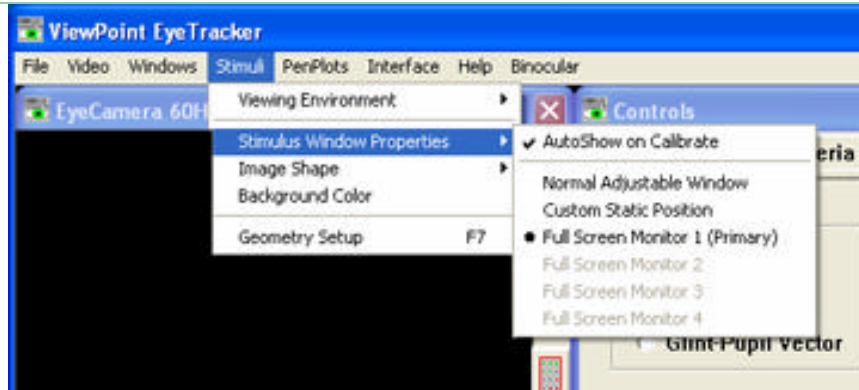 ViewPoint EyeTracker
File Video Windows Stimuli PenPlots Interface Help Binocular
EyeCamera 60H
Controls
Viewing Environment
Stimulus Window Properties
Image Shape
Background Color
Geometry Setup F7
AutoShow on Calibrate
Normal Adjustable Window
Custom Static Position
Full Screen Monitor 1 (Primary)
Full Screen Monitor 2
Full Screen Monitor 3
Full Screen Monitor 4
eria
Glint-Pupil Vector